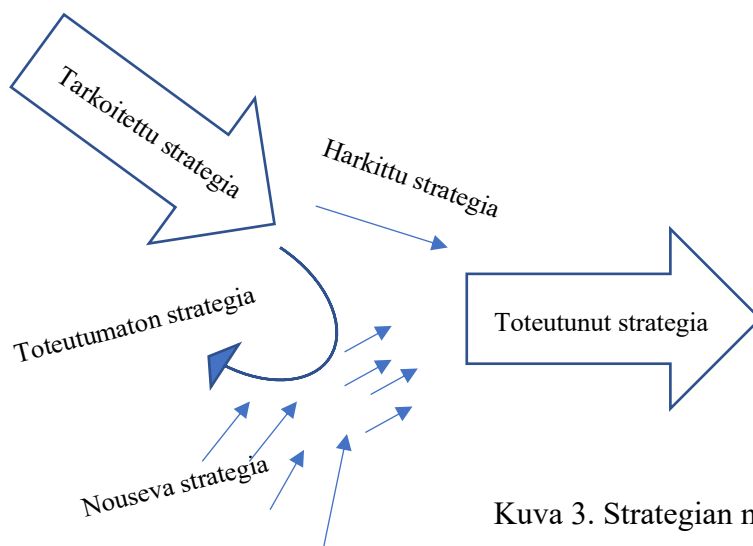 Tarkoitettu strategia
Harkittu strategia
Toteutumaton strategia
Toteutunut strategia
Nouseva strategia
Kuva 3. Strategian